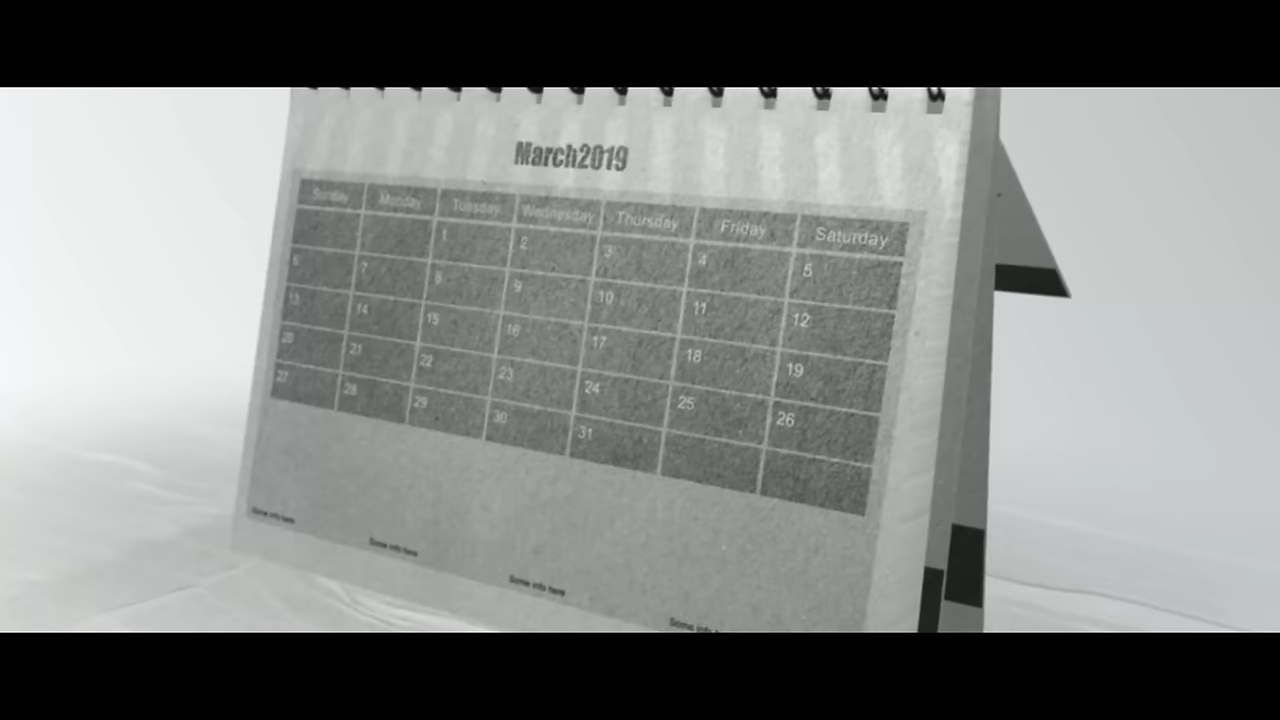 March2019
Sunday Monday Tuesday Wednesday Thursday Friday Saturday
1 2 3 4 5
6 7 8 9 10 11 12
13 14 15 16 17 18 19
20 21 22 23 24 25 26
27 28 29 30 31
Some info here
Some info here
Some info here
Some info